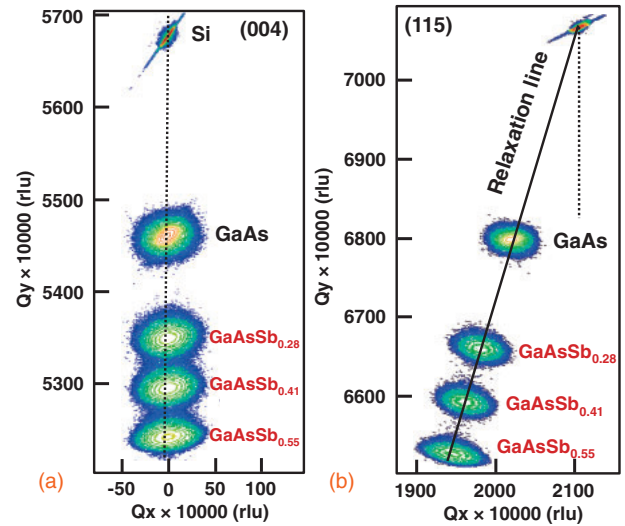 5700
Si
(004)
5600
5460
GaAs
5400
GaAsSb0.28
5300
GaAsSb0.41
GaAsSb0.55
Qy × 10000 (rlu)
-50
0
50
100
Qx × 10000 (rlu)
(a)
(115)
7000
Relaxation line
6900
6800
GaAs
6700
GaAsSb0.28
6600
GaAsSb0.41
GaAsSb0.55
Qy × 10000 (rlu)
1900
2000
2100
Qx × 10000 (rlu)
(b)